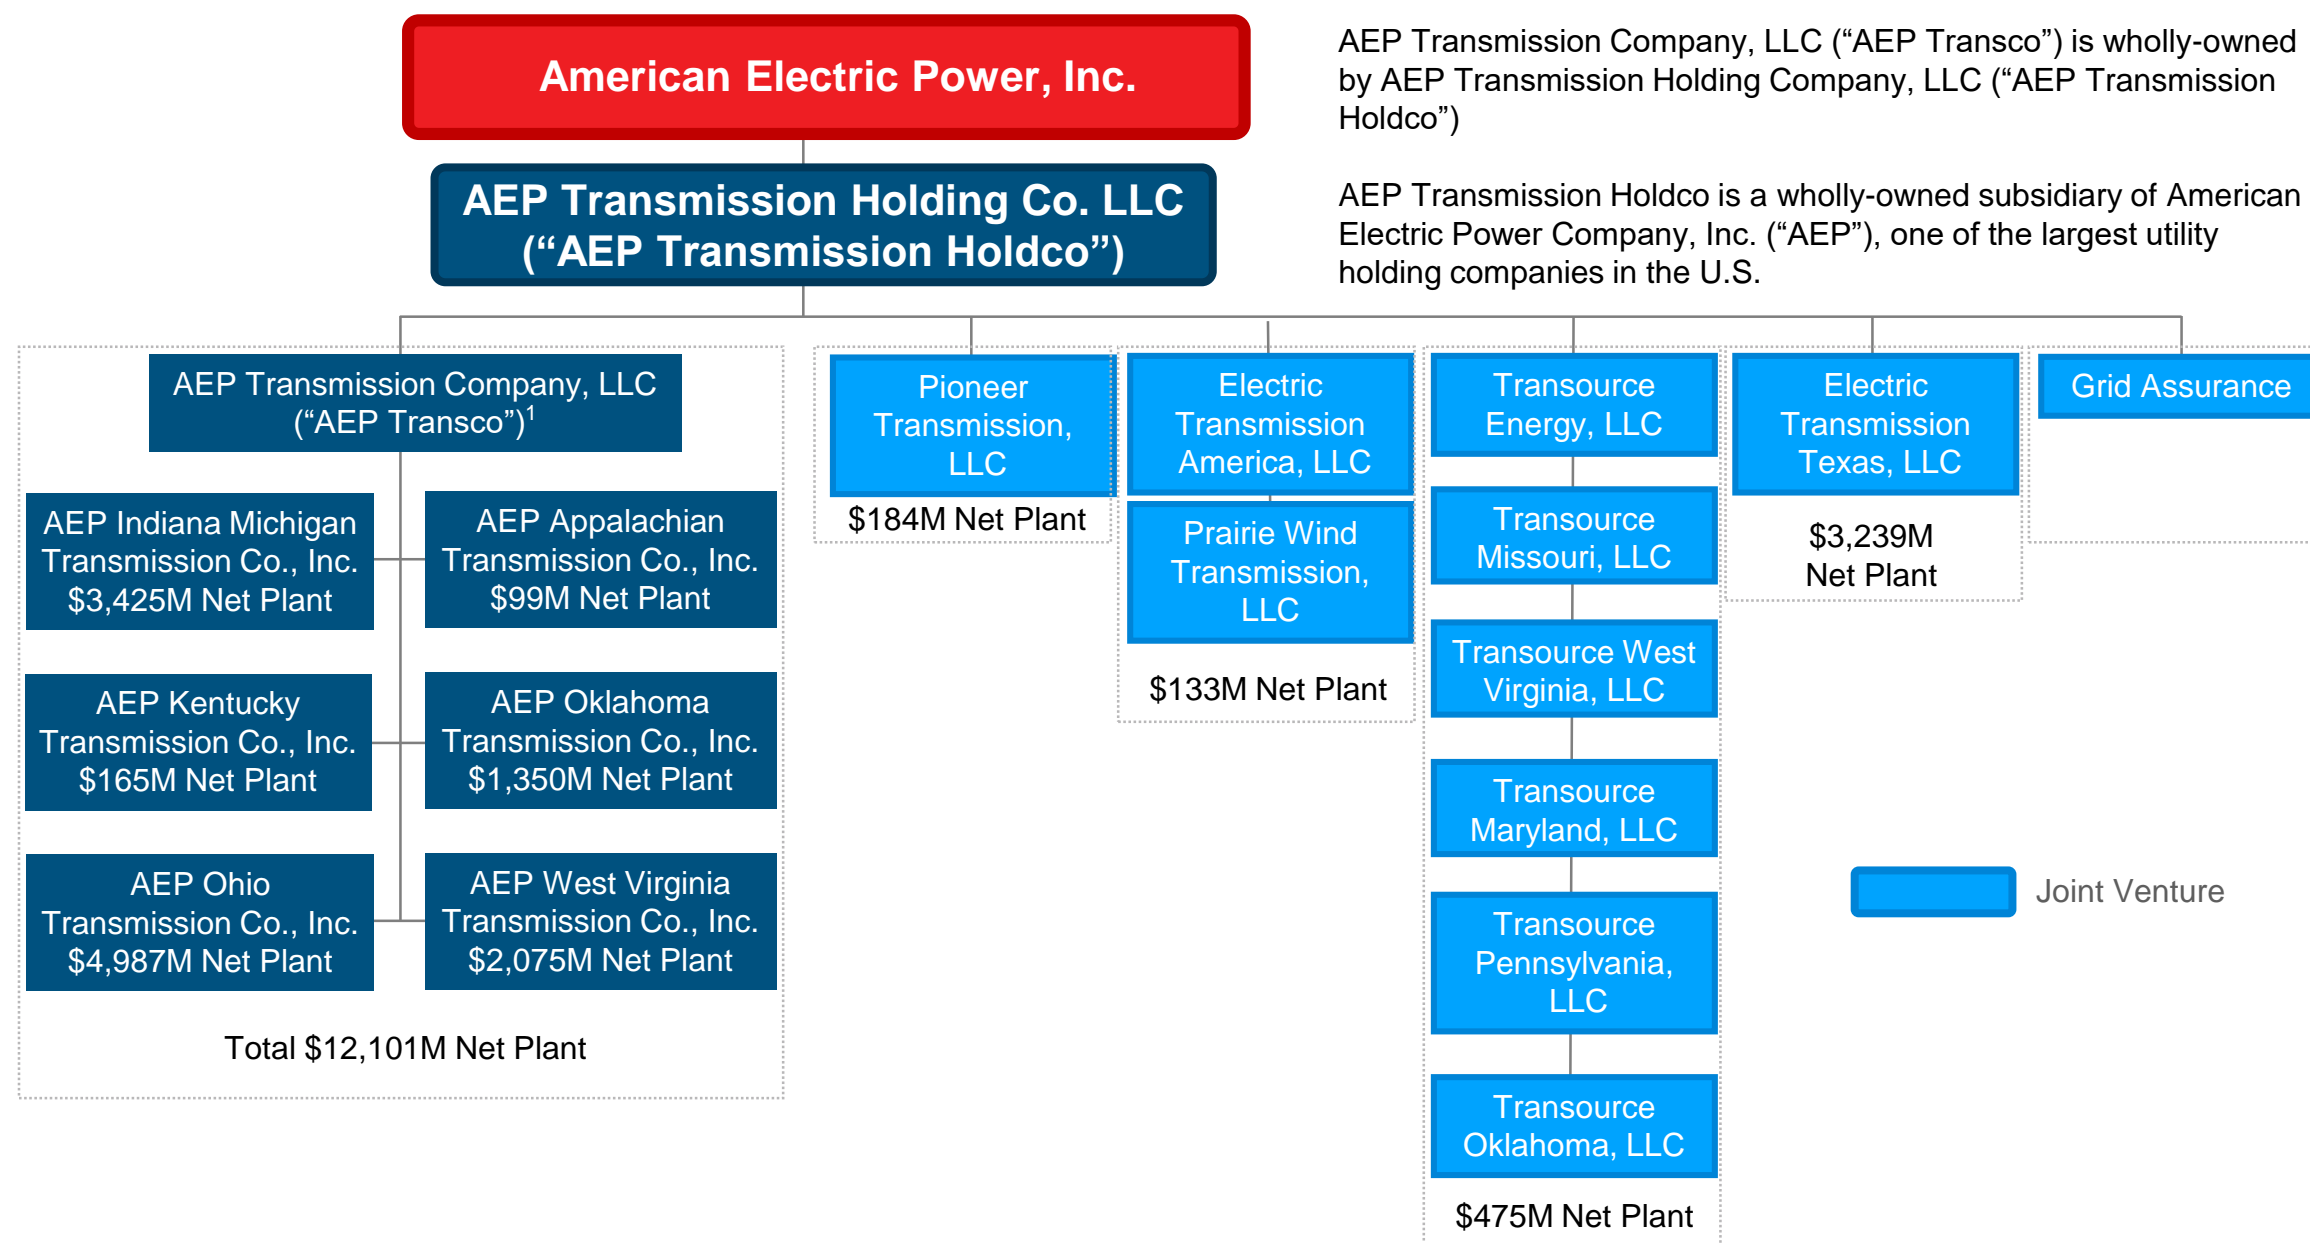 American Electric Power, Inc.
AEP Transmission Holding Co. LLC
(“AEP Transmission Holdco”)
AEP Transmission Company, LLC (“AEP Transco”) is wholly-owned
by AEP Transmission Holding Company, LLC (“AEP Transmission
Holdco”)
AEP Transmission Holdco is a wholly-owned subsidiary of American
Electric Power Company, Inc. (“AEP”), one of the largest utility
holding companies in the U.S.
AEP Transmission Company, LLC
(“AEP Transco”)1
AEP Indiana Michigan
Transmission Co., Inc.
$3,425M Net Plant
AEP Appalachian
Transmission Co., Inc.
$99M Net Plant
AEP Kentucky
Transmission Co., Inc.
$165M Net Plant
AEP Oklahoma
Transmission Co., Inc.
$1,350M Net Plant
AEP Ohio
Transmission Co., Inc.
$4,987M Net Plant
AEP West Virginia
Transmission Co., Inc.
$2,075M Net Plant
Total $12,101M Net Plant
Pioneer
Transmission,
LLC
$184M Net Plant
Electric
Transmission
America, LLC
Prairie Wind
Transmission,
LLC
$133M Net Plant
Transource
Energy, LLC
Transource
Missouri, LLC
Transource West
Virginia, LLC
Transource
Maryland, LLC
Transource
Pennsylvania,
LLC
Transource
Oklahoma, LLC
$475M Net Plant
Electric
Transmission
Texas, LLC
$3,239M
Net Plant
Grid Assurance
Joint Venture